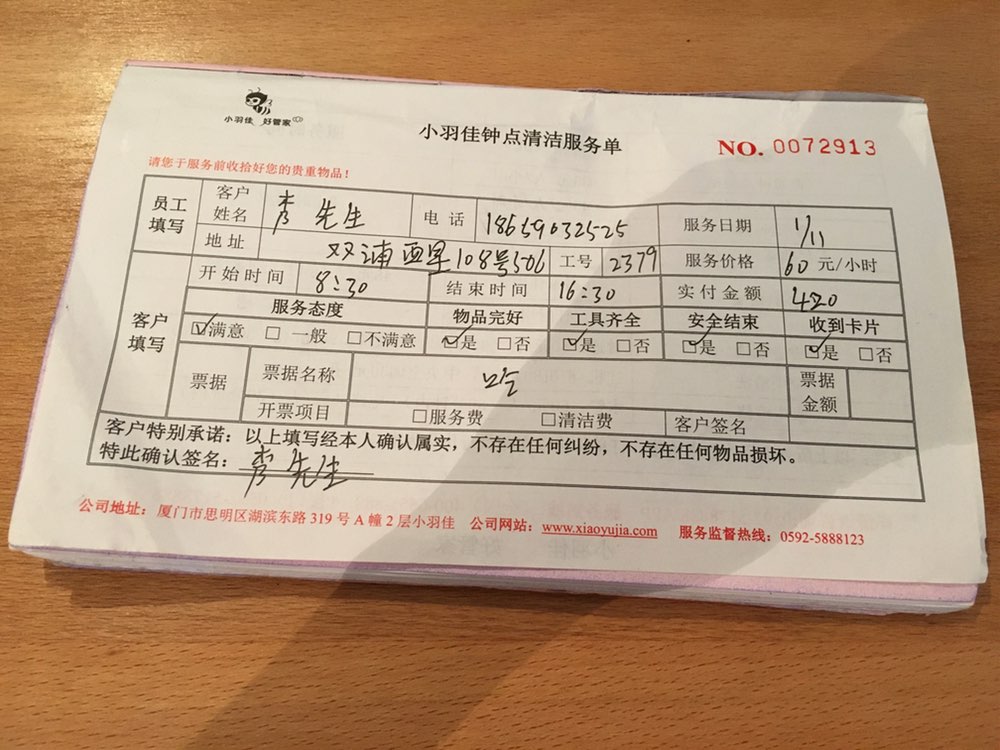 小羽佳 好管家
小羽佳钟点清洁服务单
NO. 0072913
请您于服务前收拾好您的贵重物品！
员工填写 客户姓名 先生 电话 18659032525 服务日期 1/11
地址 双浦西里108号506 工号 2379 服务价格 60 元/小时
客户填写 开始时间 8:30 结束时间 16:30 实付金额 420
服务态度 物品完好 工具齐全 安全结束 收到卡片
☑满意 □ 一般 □不满意 ☑是 □否 ☑是 □否 ☑是 □否 ☑是 □否
票据 票据名称 票据金额
开票项目 □服务费 □清洁费 客户签名
客户特别承诺：以上填写经本人确认属实，不存在任何纠纷，不存在任何物品损坏。
特此确认签名： 先生
公司地址：厦门市思明区湖滨东路 319 号 A 幢 2 层小羽佳 公司网站：www.xiaoyujia.com 服务监督热线：0592-5888123